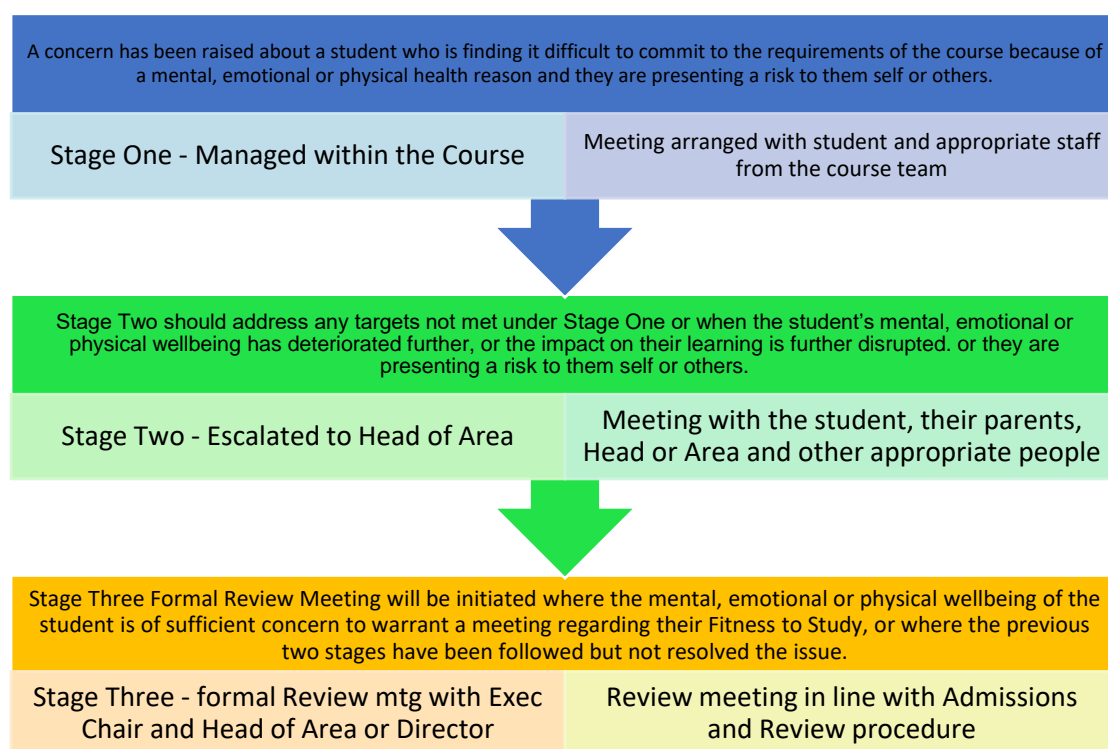 A concern has been raised about a student who is finding it difficult to commit to the requirements of the course because of
a mental, emotional or physical health reason and they are presenting a risk to them self or others.
Stage One - Managed within the Course
Meeting arranged with student and appropriate staff
from the course team
Stage Two should address any targets not met under Stage One or when the student’s mental, emotional or
physical wellbeing has deteriorated further, or the impact on their learning is further disrupted. or they are
presenting a risk to them self or others.
Stage Two - Escalated to Head of Area
Meeting with the student, their parents,
Head or Area and other appropriate people
Stage Three Formal Review Meeting will be initiated where the mental, emotional or physical wellbeing of the
student is of sufficient concern to warrant a meeting regarding their Fitness to Study, or where the previous
two stages have been followed but not resolved the issue.
Stage Three - formal Review mtg with Exec
Chair and Head of Area or Director
Review meeting in line with Admissions
and Review procedure